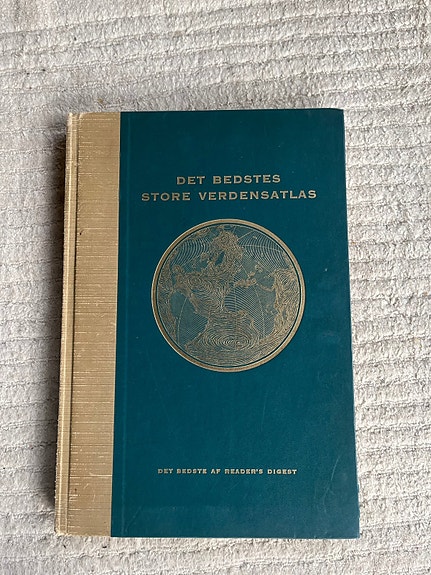 DET BEDSTES
STORE VERDENSATLAS
DET BEDSTE AF READER'S DIGEST